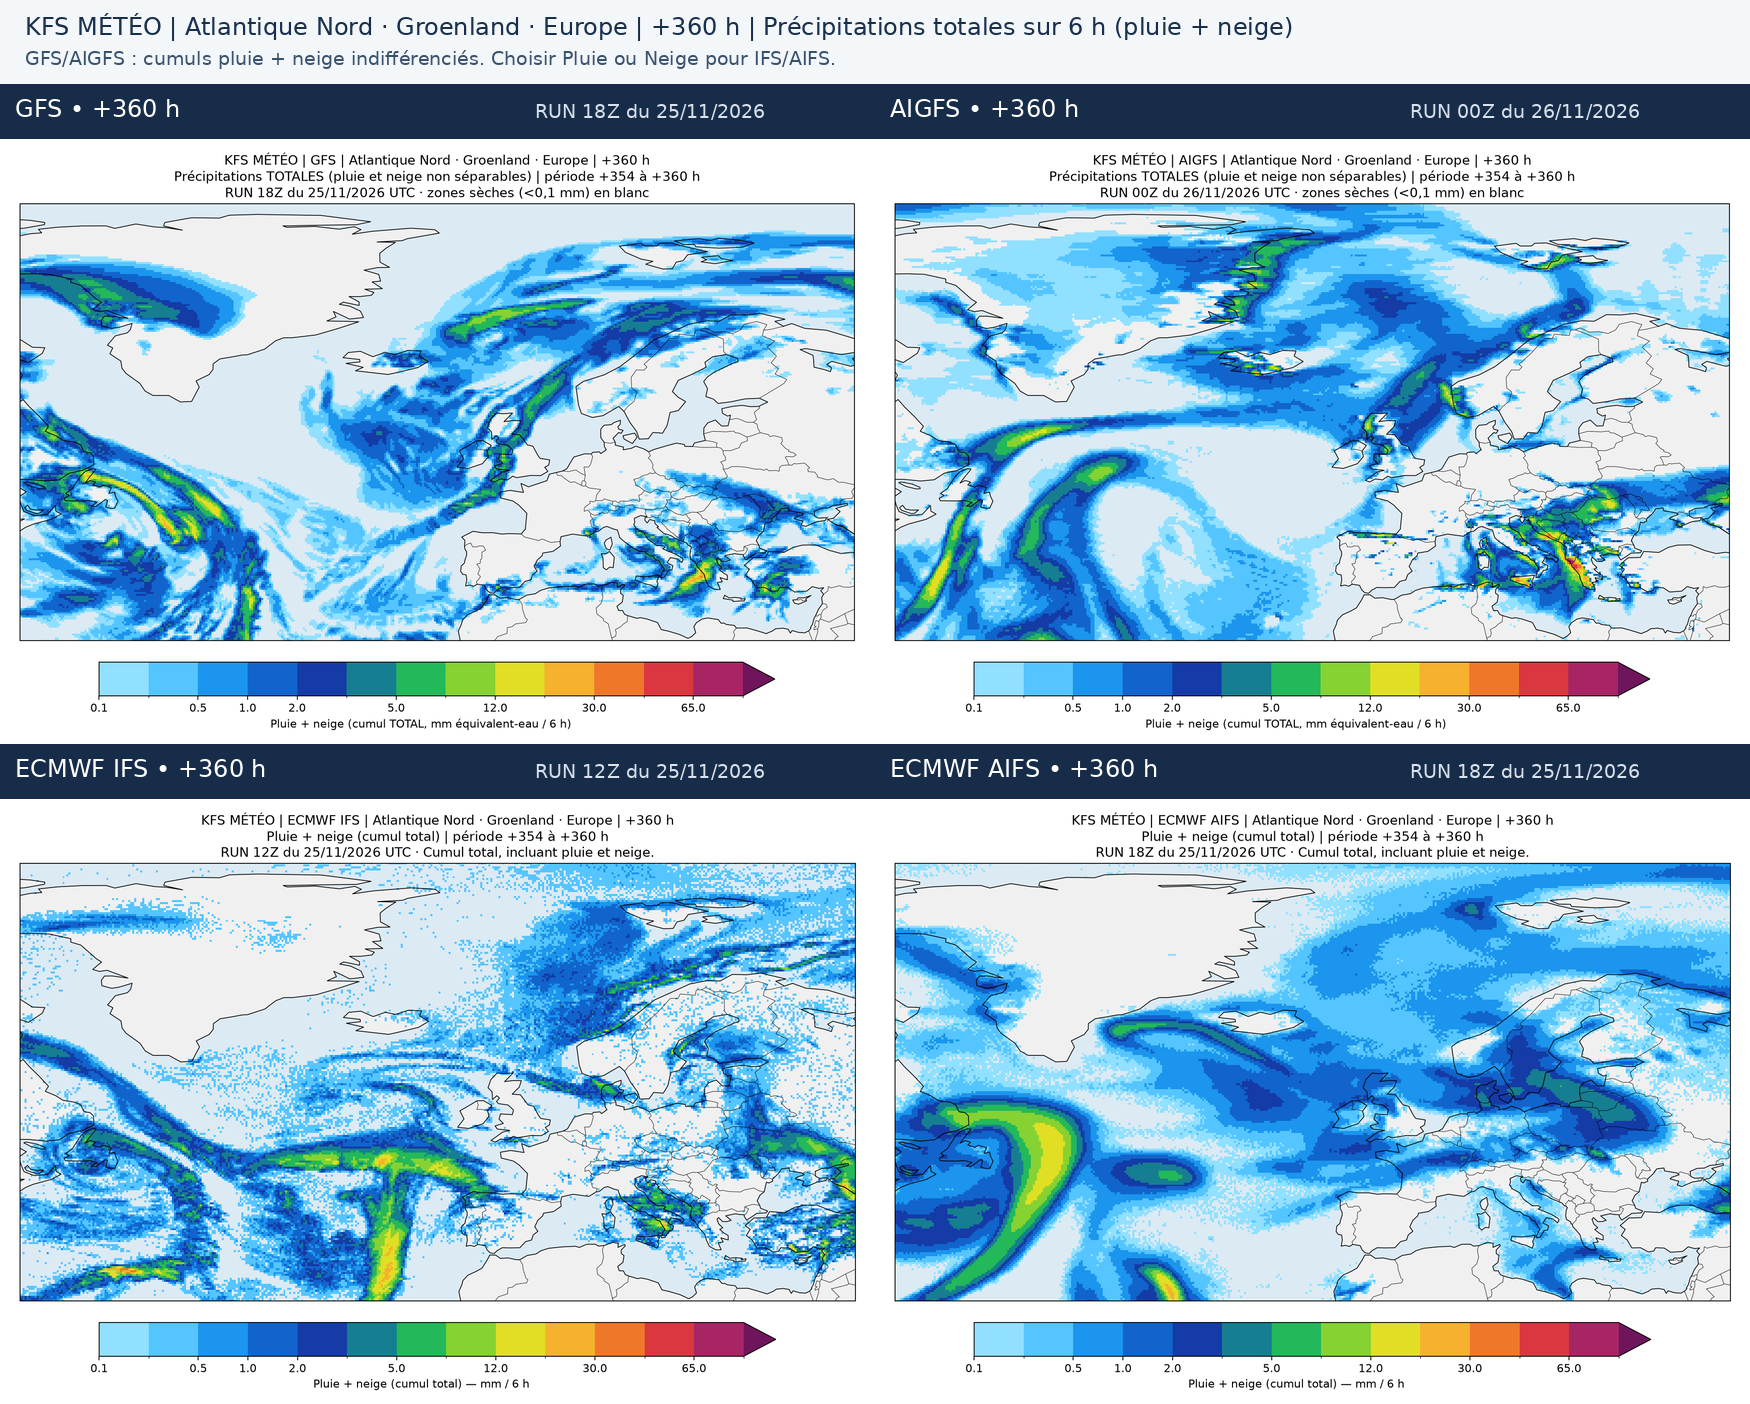 KFS MÉTÉO | Atlantique Nord · Groenland · Europe | +360 h | Précipitations totales sur 6 h (pluie + neige)
GFS/AIGFS : cumuls pluie + neige indifférenciés. Choisir Pluie ou Neige pour IFS/AIFS.
GFS • +360 h
RUN 18Z du 25/11/2026
KFS MÉTÉO | GFS | Atlantique Nord · Groenland · Europe | +360 h
Précipitations TOTALES (pluie et neige non séparables) | période +354 à +360 h
RUN 18Z du 25/11/2026 UTC · zones sèches (<0,1 mm) en blanc
0.1 0.5 1.0 2.0 5.0 12.0 30.0 65.0
Pluie + neige (cumul TOTAL, mm équivalent-eau / 6 h)
AIGFS • +360 h
RUN 00Z du 26/11/2026
KFS MÉTÉO | AIGFS | Atlantique Nord · Groenland · Europe | +360 h
Précipitations TOTALES (pluie et neige non séparables) | période +354 à +360 h
RUN 00Z du 26/11/2026 UTC · zones sèches (<0,1 mm) en blanc
0.1 0.5 1.0 2.0 5.0 12.0 30.0 65.0
Pluie + neige (cumul TOTAL, mm équivalent-eau / 6 h)
ECMWF IFS • +360 h
RUN 12Z du 25/11/2026
KFS MÉTÉO | ECMWF IFS | Atlantique Nord · Groenland · Europe | +360 h
Pluie + neige (cumul total) | période +354 à +360 h
RUN 12Z du 25/11/2026 UTC · Cumul total, incluant pluie et neige.
0.1 0.5 1.0 2.0 5.0 12.0 30.0 65.0
Pluie + neige (cumul total) — mm / 6 h
ECMWF AIFS • +360 h
RUN 18Z du 25/11/2026
KFS MÉTÉO | ECMWF AIFS | Atlantique Nord · Groenland · Europe | +360 h
Pluie + neige (cumul total) | période +354 à +360 h
RUN 18Z du 25/11/2026 UTC · Cumul total, incluant pluie et neige.
0.1 0.5 1.0 2.0 5.0 12.0 30.0 65.0
Pluie + neige (cumul total) — mm / 6 h